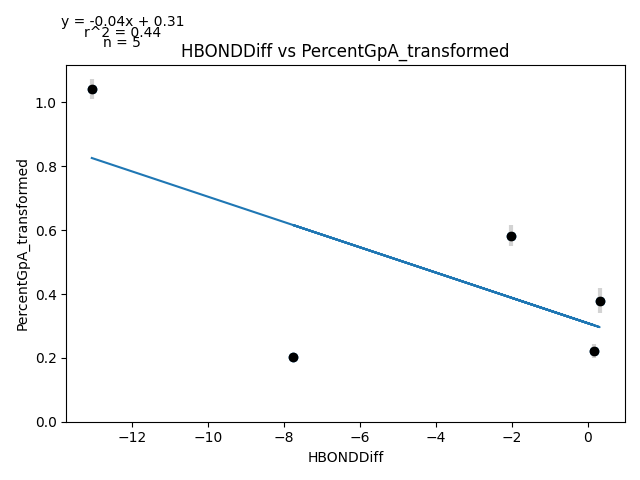 y = -0.04x + 0.31
r^2 = 0.44
n = 5
HBONDDiff vs PercentGpA_transformed
PercentGpA_transformed
1.0
0.8
0.6
0.4
0.2
0.0
−12
−10
−8
−6
−4
−2
0
HBONDDiff